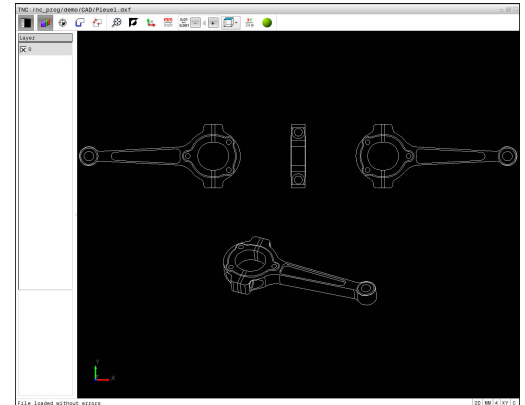 TNC:/nc_prog/demo/CAD/Pleuel.dxf
Layer
0
Y
X
File loaded without errors
2D MM 4 XY C